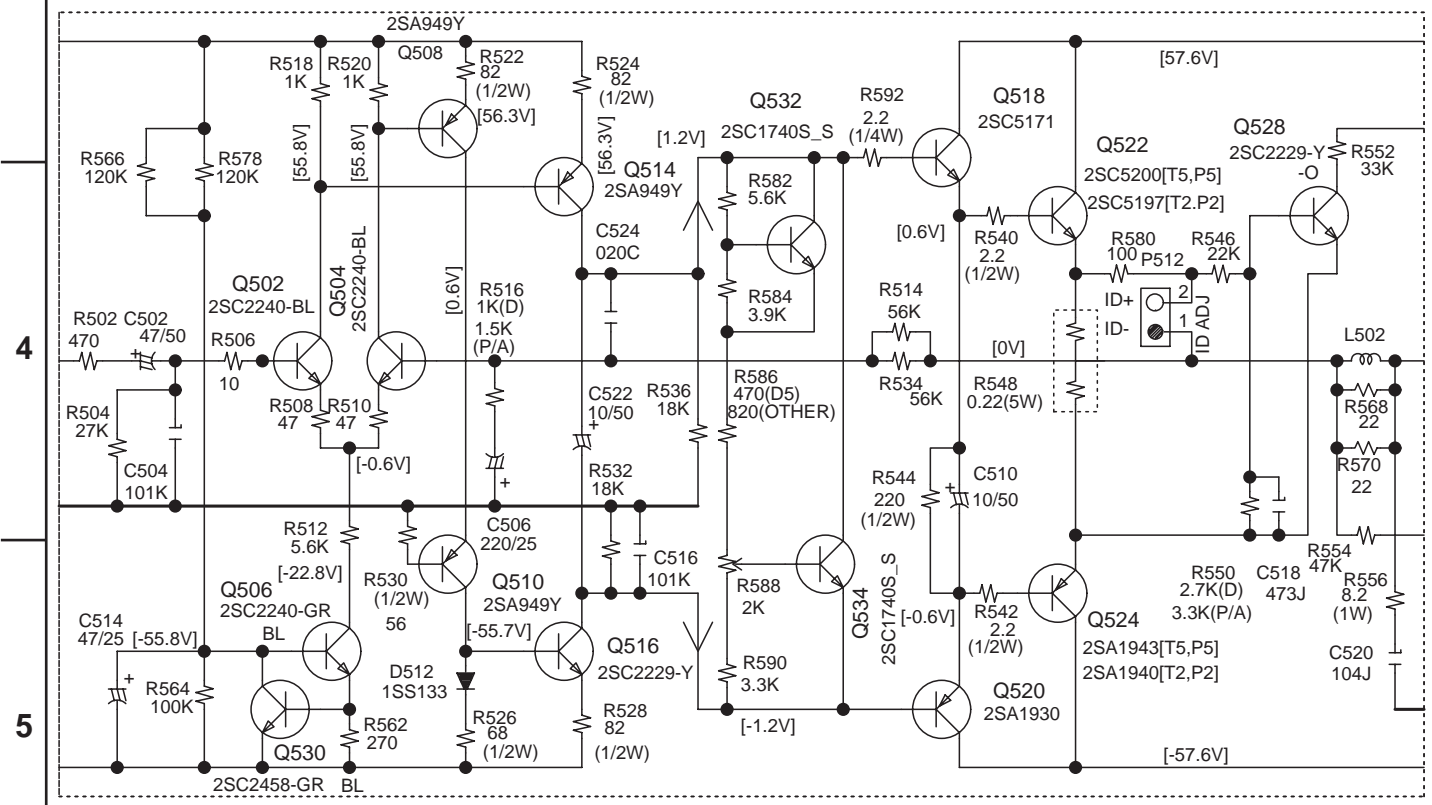 2SA949Y
Q508
R518
1K
R520
1K
R522
82
(1/2W)
[56.3V]
R524
82
(1/2W)
[56.3V]
[55.8V]
[55.8V]
R566
120K
R578
120K
Q514
2SA949Y
[1.2V]
Q532
2SC1740S_S
R592
2.2
(1/4W)
Q518
2SC5171
[57.6V]
Q522
2SC5200[T5,P5]
2SC5197[T2.P2]
Q528
2SC2229-Y
-O
R552
33K
R582
5.6K
[0.6V]
R540
2.2
(1/2W)
R580
100
P512
R546
22K
C524
020C
R584
3.9K
R514
56K
ID+
ID-
2
1
ID ADJ
Q502
2SC2240-BL
Q504
2SC2240-BL
[0.6V]
R516
1K(D)
1.5K
(P/A)
4
R502
470
C502
47/50
+
R506
10
[0V]
L502
R534
56K
R548
0.22(5W)
R504
27K
C504
101K
R508
47
R510
47
[-0.6V]
C522
10/50
+
R536
18K
R586
470(D5)
820(OTHER)
R568
22
R570
22
R532
18K
R544
220
(1/2W)
+
C510
10/50
+
C506
220/25
R512
5.6K
[-22.8V]
R530
(1/2W)
56
Q510
2SA949Y
C516
101K
R588
2K
Q534
2SC1740S_S
[-0.6V]
R542
2.2
(1/2W)
Q524
2SA1943[T5,P5]
2SA1940[T2,P2]
R550
2.7K(D)
3.3K(P/A)
C518
473J
R554
47K
R556
8.2
(1W)
C520
104J
Q506
2SC2240-GR
BL
C514
47/25
+
[-55.8V]
[-55.7V]
Q516
2SC2229-Y
D512
1SS133
R590
3.3K
R564
100K
5
Q530
2SC2458-GR
BL
R562
270
R526
68
(1/2W)
R528
82
(1/2W)
[-1.2V]
Q520
2SA1930
[-57.6V]